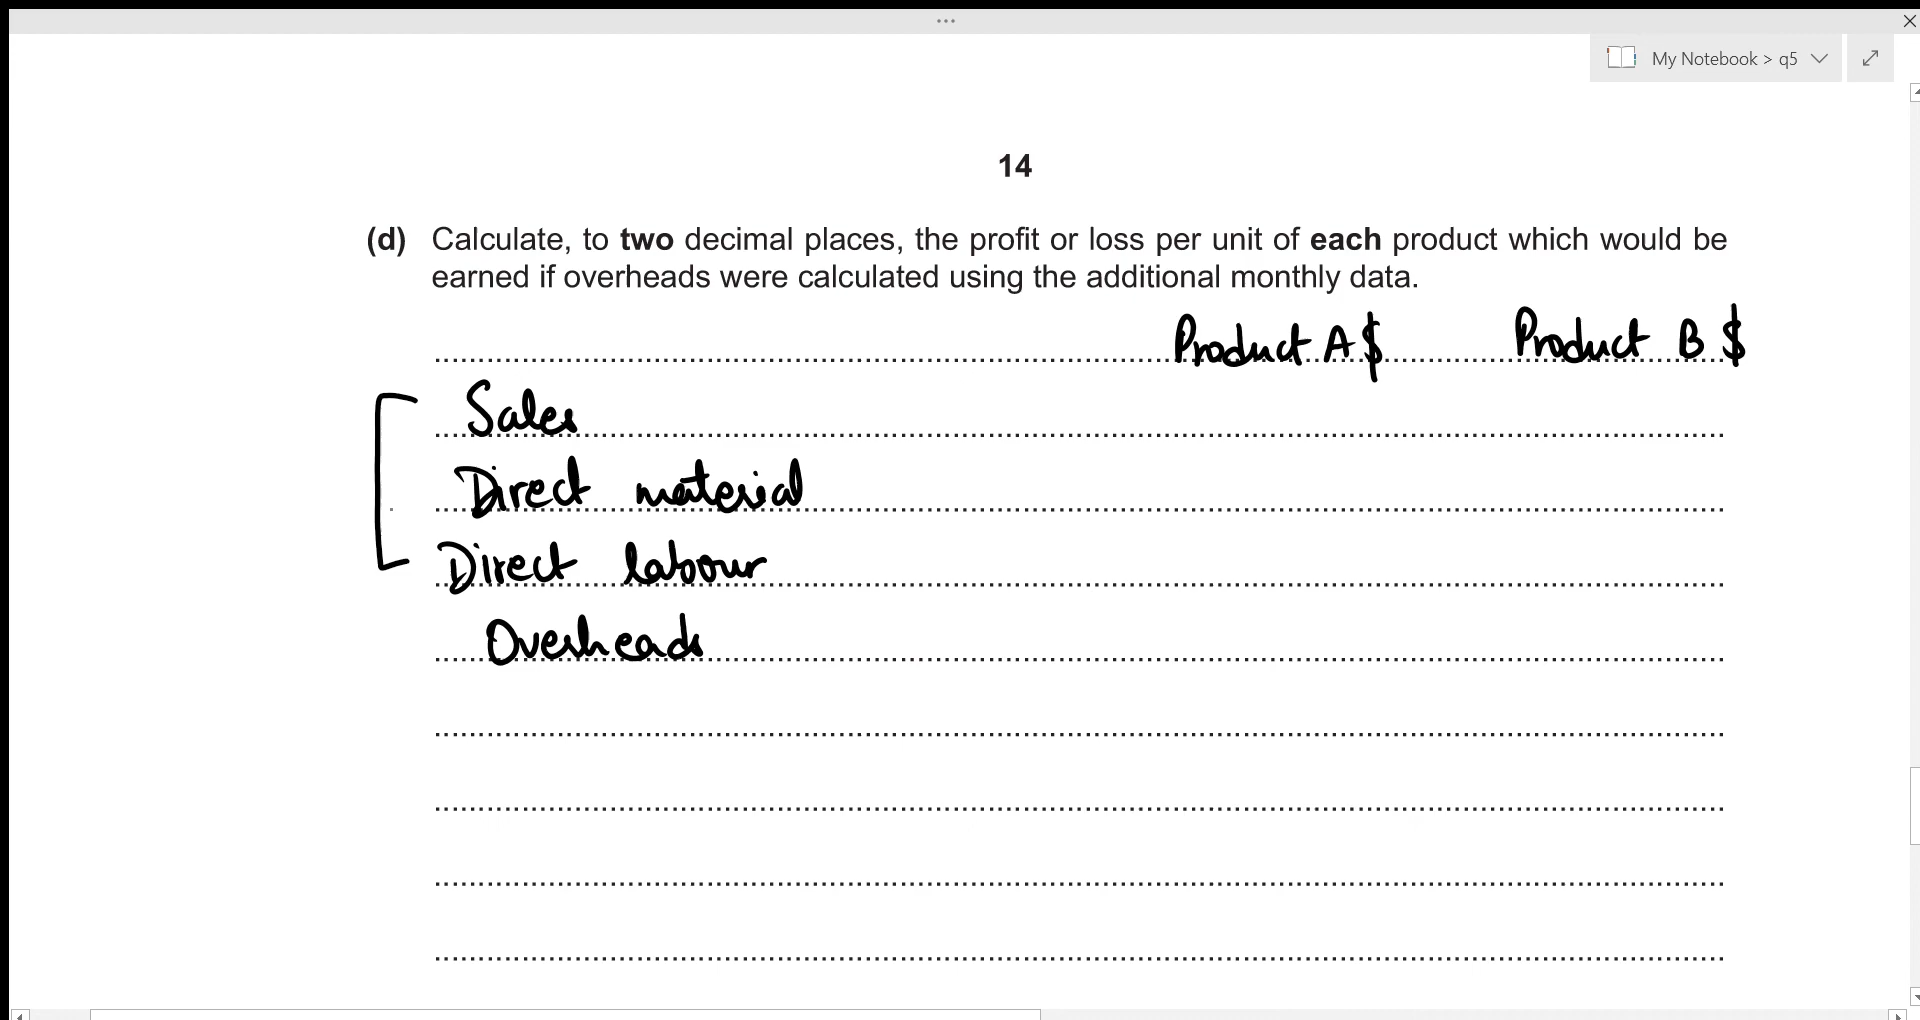 My Notebook > q5
14
(d) Calculate, to two decimal places, the profit or loss per unit of each product which would be
earned if overheads were calculated using the additional monthly data.
Product A $ Product B $
Sales
Direct material
Direct labour
Overheads